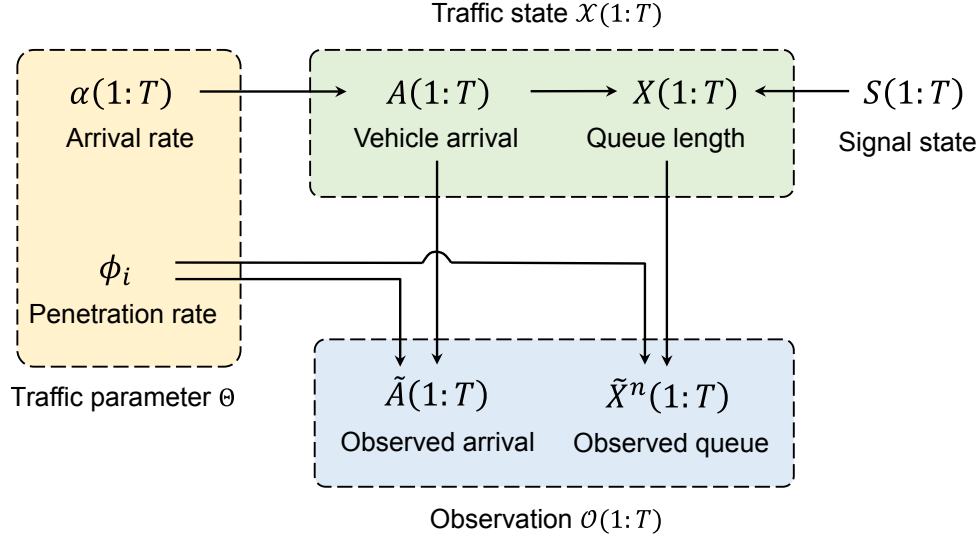 Traffic state 𝒳(1:T)
α(1:T)
Arrival rate
A(1:T)
Vehicle arrival
X(1:T)
Queue length
S(1:T)
Signal state
ϕᵢ
Penetration rate
Traffic parameter Θ
Ã(1:T)
Observed arrival
X̃ⁿ(1:T)
Observed queue
Observation 𝒪(1:T)